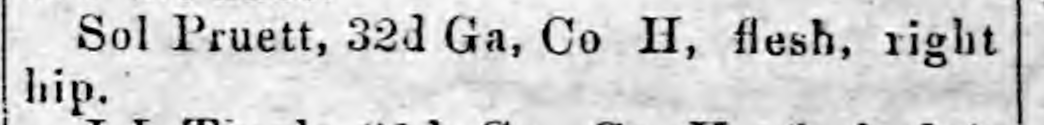 Sol Pruett, 32d Ga, Co H, flesh, right
hip.